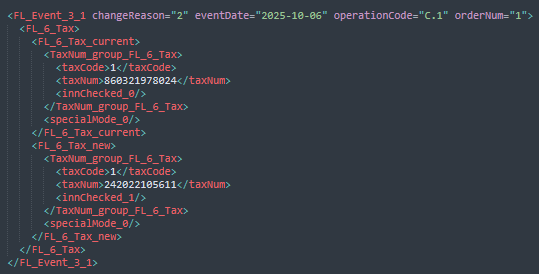 <FL_Event_3_1 changeReason="2" eventDate="2025-10-06" operationCode="C.1" orderNum="1">
<FL_6_Tax>
<FL_6_Tax_current>
<TaxNum_group_FL_6_Tax>
<taxCode>1</taxCode>
<taxNum>860321978024</taxNum>
<innChecked_0/>
</TaxNum_group_FL_6_Tax>
<specialMode_0/>
</FL_6_Tax_current>
<FL_6_Tax_new>
<TaxNum_group_FL_6_Tax>
<taxCode>1</taxCode>
<taxNum>242022105611</taxNum>
<innChecked_1/>
</TaxNum_group_FL_6_Tax>
<specialMode_0/>
</FL_6_Tax_new>
</FL_6_Tax>
</FL_Event_3_1>